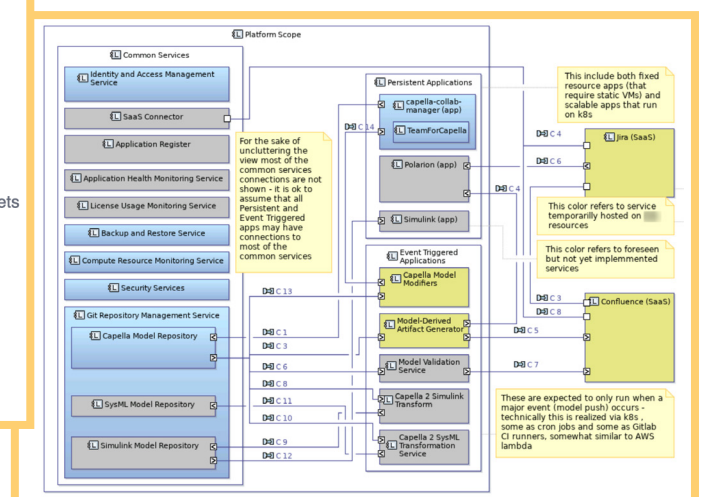 ets
Platform Scope
Common Services
Identity and Access Management
Service
SaaS Connector
Application Register
Application Health Monitoring Service
License Usage Monitoring Service
Backup and Restore Service
Compute Resource Monitoring Service
Security Services
Git Repository Management Service
Capella Model Repository
SysML Model Repository
Simulink Model Repository
For the sake of
uncluttering the
view most of the
common services
connections are not
shown - it is ok to
assume that all
Persistent and
Event Triggered
apps may have
connections to
most of the
common services
C 13
C 1
C 3
C 6
C 8
C 11
C 10
C 9
C 12
C 14
Persistent Applications
capella-collab-
manager (app)
TeamForCapella
Polarion (app)
Simulink (app)
Event Triggered
Applications
Capella Model
Modifiers
Model-Derived
Artifact Generator
Model Validation
Service
Capella 2 Simulink
Transform
Capella 2 SysML
Transformation
Service
This include both fixed
resource apps (that
require static VMs) and
scalable apps that run
on k8s
C 4
C 6
C 4
Jira (SaaS)
This color refers to service
temporarilly hosted on
resources
This color refers to foreseen
but not yet implemmented
services
C 3
C 8
C 5
C 7
Confluence (SaaS)
These are expected to only run when a
major event (model push) occurs -
technically this is realized via k8s ,
some as cron jobs and some as Gitlab
CI runners, somewhat similar to AWS
lambda